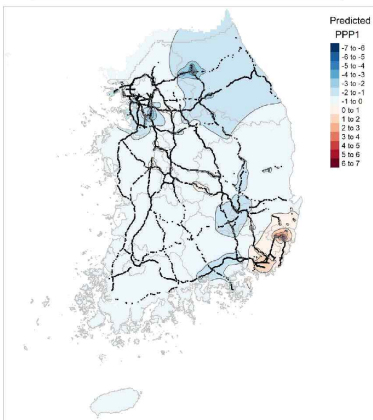 Predicted
PPP1
-7 to -6
-6 to -5
-5 to -4
-4 to -3
-3 to -2
-2 to -1
-1 to 0
0 to 1
1 to 2
2 to 3
3 to 4
4 to 5
5 to 6
6 to 7